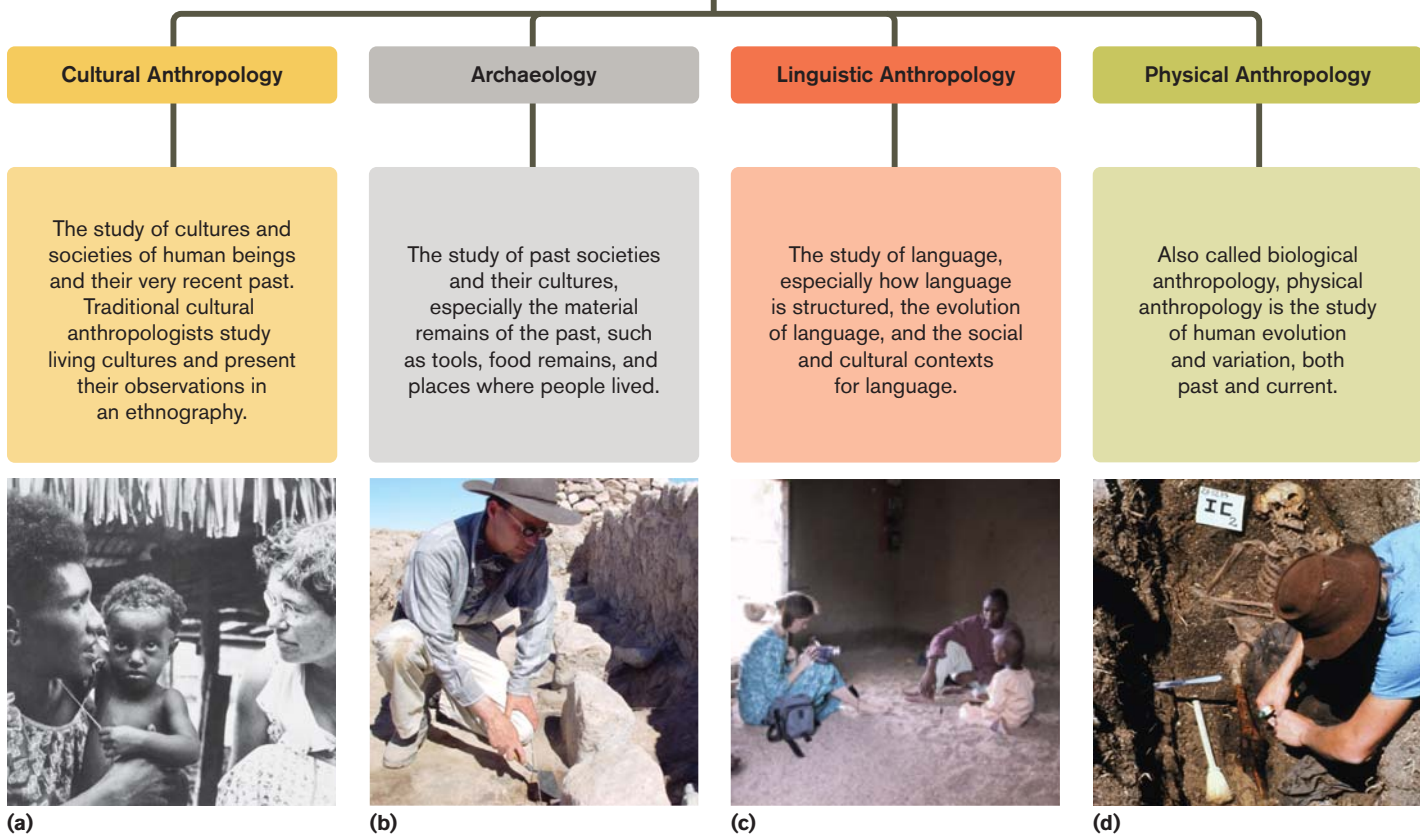 Cultural Anthropology
The study of cultures and
societies of human beings
and their very recent past.
Traditional cultural
anthropologists study
living cultures and present
their observations in
an ethnography.
Archaeology
The study of past societies
and their cultures,
especially the material
remains of the past, such
as tools, food remains, and
places where people lived.
Linguistic Anthropology
The study of language,
especially how language
is structured, the evolution
of language, and the social
and cultural contexts
for language.
Physical Anthropology
Also called biological
anthropology, physical
anthropology is the study
of human evolution
and variation, both
past and current.
IC
2
(a)
(b)
(c)
(d)